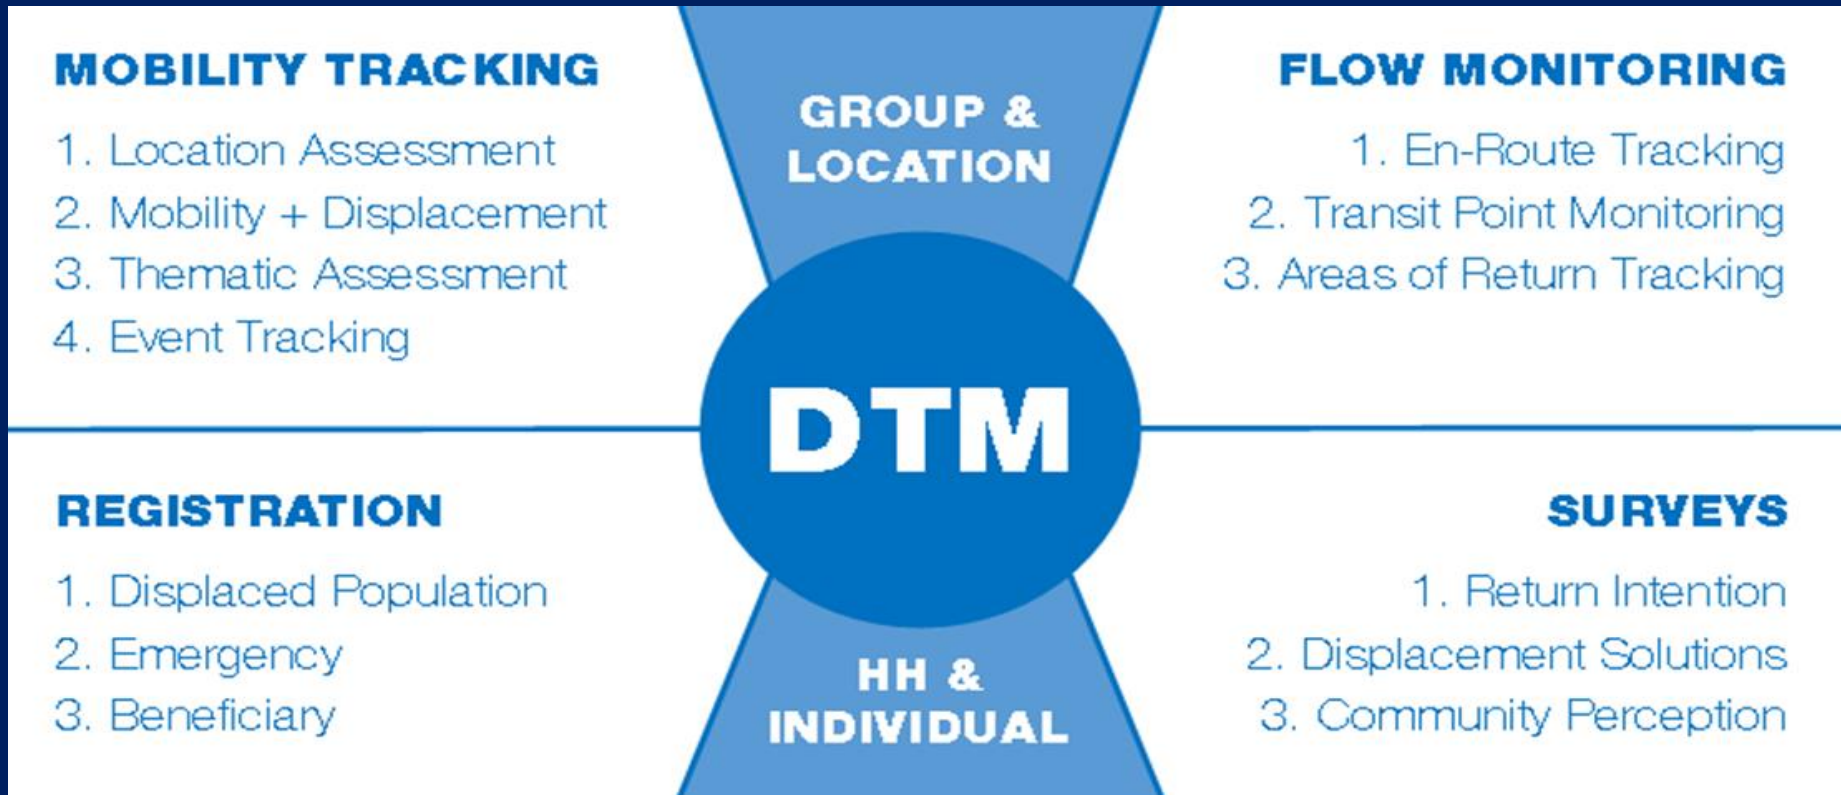 MOBILITY TRACKING
1. Location Assessment
2. Mobility + Displacement
3. Thematic Assessment
4. Event Tracking
GROUP &
LOCATION
FLOW MONITORING
1. En-Route Tracking
2. Transit Point Monitoring
3. Areas of Return Tracking
DTM
REGISTRATION
1. Displaced Population
2. Emergency
3. Beneficiary
HH &
INDIVIDUAL
SURVEYS
1. Return Intention
2. Displacement Solutions
3. Community Perception